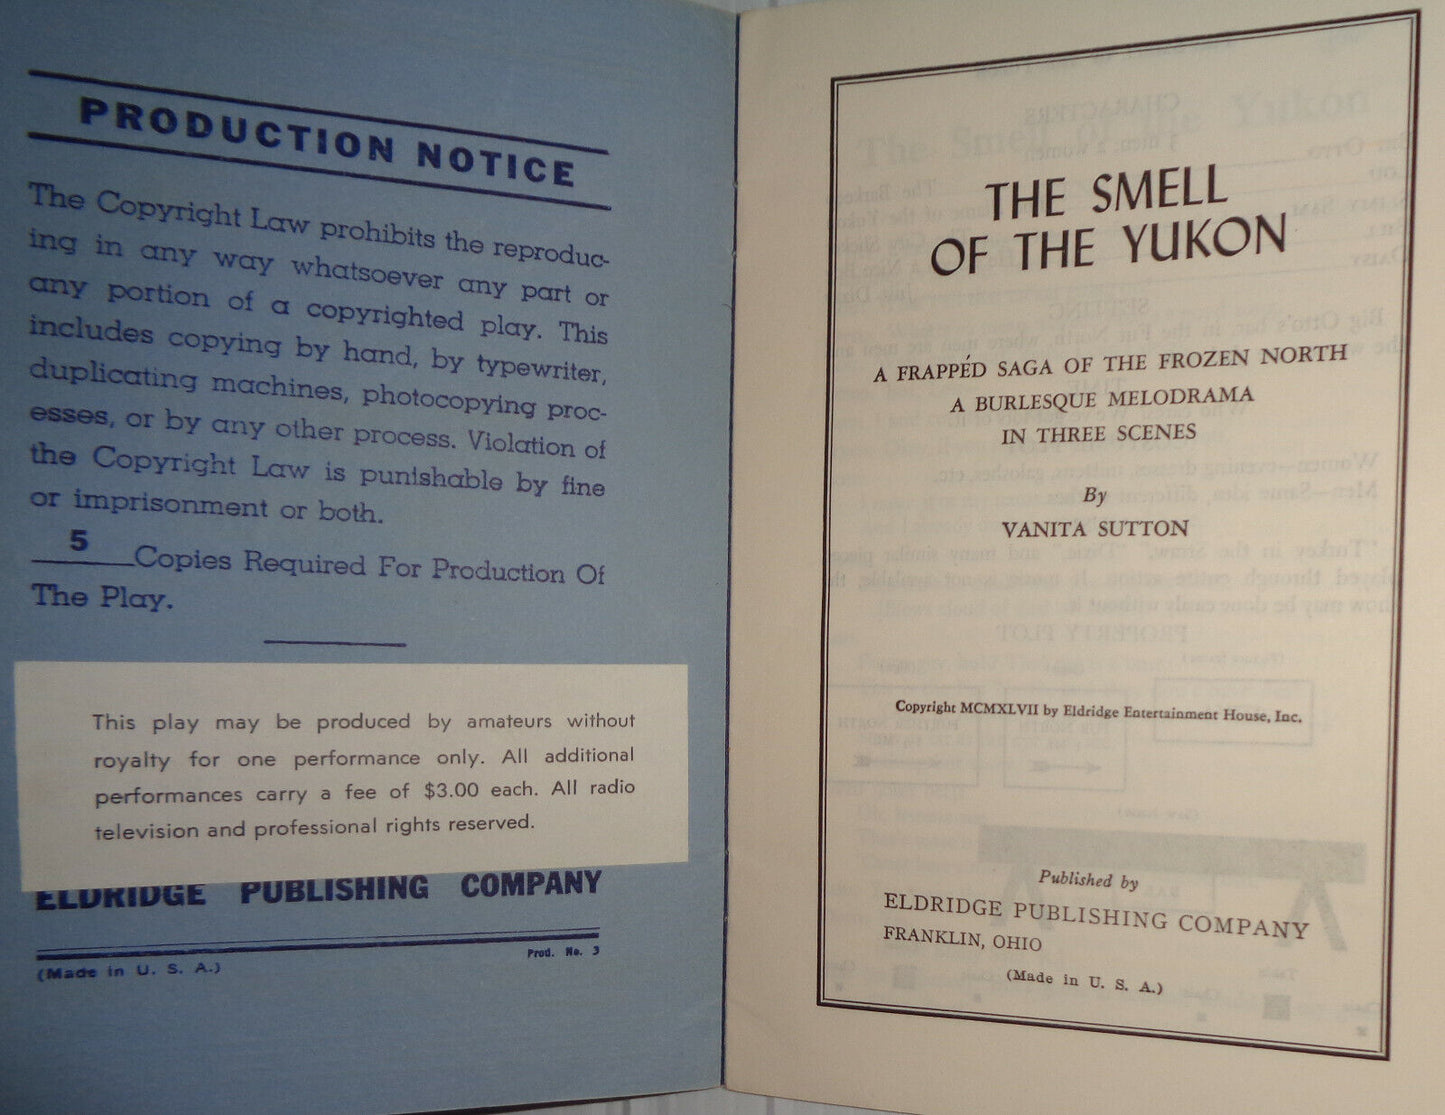 PRODUCTION NOTICE
The Copyright Law prohibits the reproduc-
ing in any way whatsoever any part or
any portion of a copyrighted play. This
includes copying by hand, by typewriter,
duplicating machines, photocopying proc-
esses, or by any other process. Violation of
the Copyright Law is punishable by fine
or imprisonment or both.
5 Copies Required For Production Of
The Play.
This play may be produced by amateurs without
royalty for one performance only. All additional
performances carry a fee of $3.00 each. All radio
television and professional rights reserved.
ELDRIDGE PUBLISHING COMPANY
Prod. No. 3
(Made in U. S. A.)
THE SMELL
OF THE YUKON
A FRAPPÉD SAGA OF THE FROZEN NORTH
A BURLESQUE MELODRAMA
IN THREE SCENES
By
VANITA SUTTON
Copyright MCMXLVII by Eldridge Entertainment House, Inc.
Published by
ELDRIDGE PUBLISHING COMPANY
FRANKLIN, OHIO
(Made in U. S. A.)